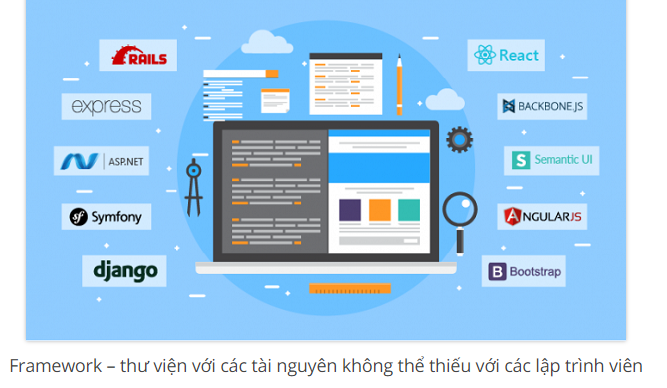 RAILS
React
express
BACKBONE.JS
ASP.NET
Semantic UI
sf Symfony
ANGULARJS
django
B Bootstrap
Framework – thư viện với các tài nguyên không thể thiếu với các lập trình viên